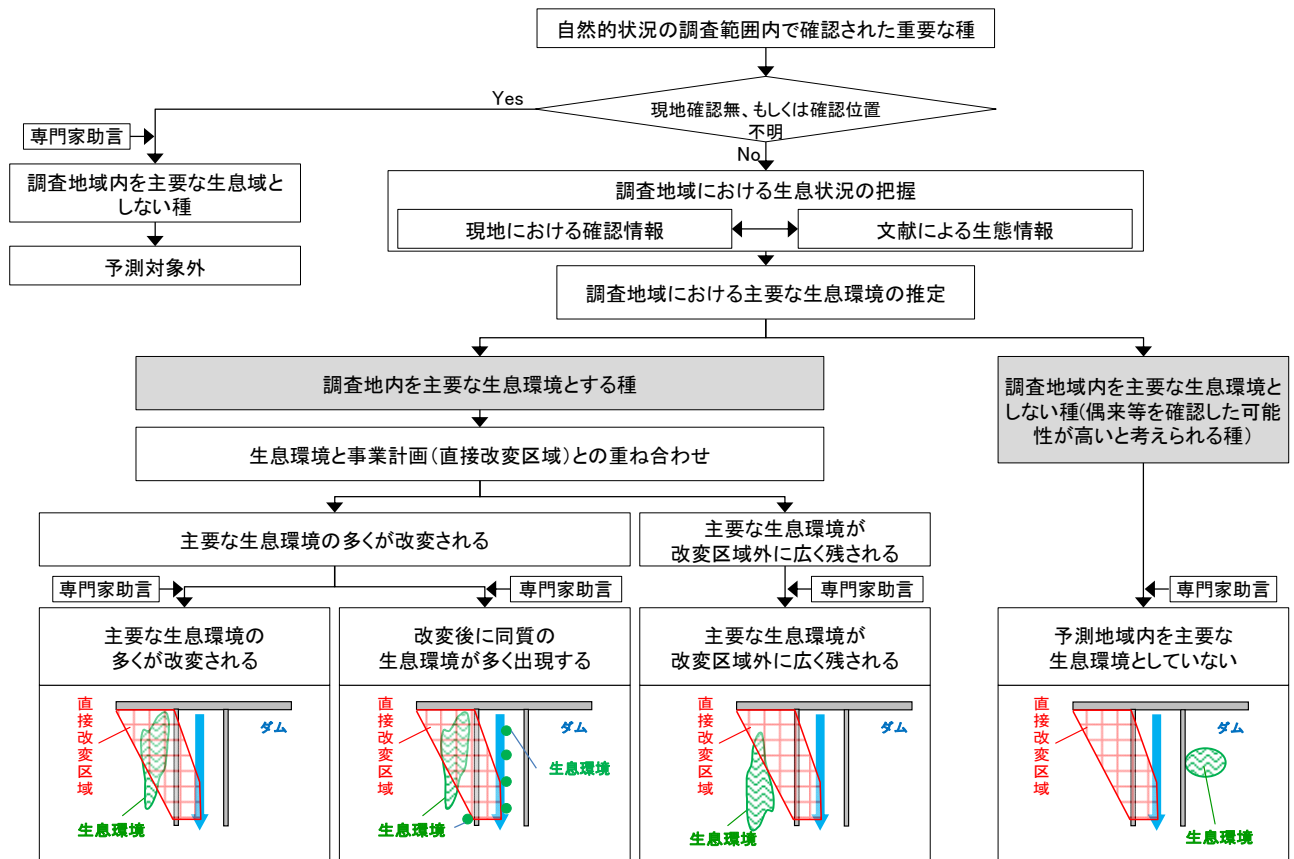 自然的状況の調査範囲内で確認された重要な種
Yes
現地確認無、もしくは確認位置
不明
専門家助言
No
調査地域内を主要な生息域と
しない種
調査地域における生息状況の把握
現地における確認情報
文献による生態情報
予測対象外
調査地域における主要な生息環境の推定
調査地内を主要な生息環境とする種
調査地域内を主要な生息環境と
しない種(偶来等を確認した可能
性が高いと考えられる種)
生息環境と事業計画(直接改変区域)との重ね合わせ
主要な生息環境の多くが改変される
主要な生息環境が
改変区域外に広く残される
専門家助言
専門家助言
専門家助言
専門家助言
主要な生息環境の
多くが改変される
改変後に同質の
生息環境が多く出現する
主要な生息環境が
改変区域外に広く残される
予測地域内を主要な
生息環境としていない
直接改変区域
ダム
生息環境
直接改変区域
ダム
生息環境
生息環境
直接改変区域
ダム
生息環境
直接改変区域
ダム
生息環境